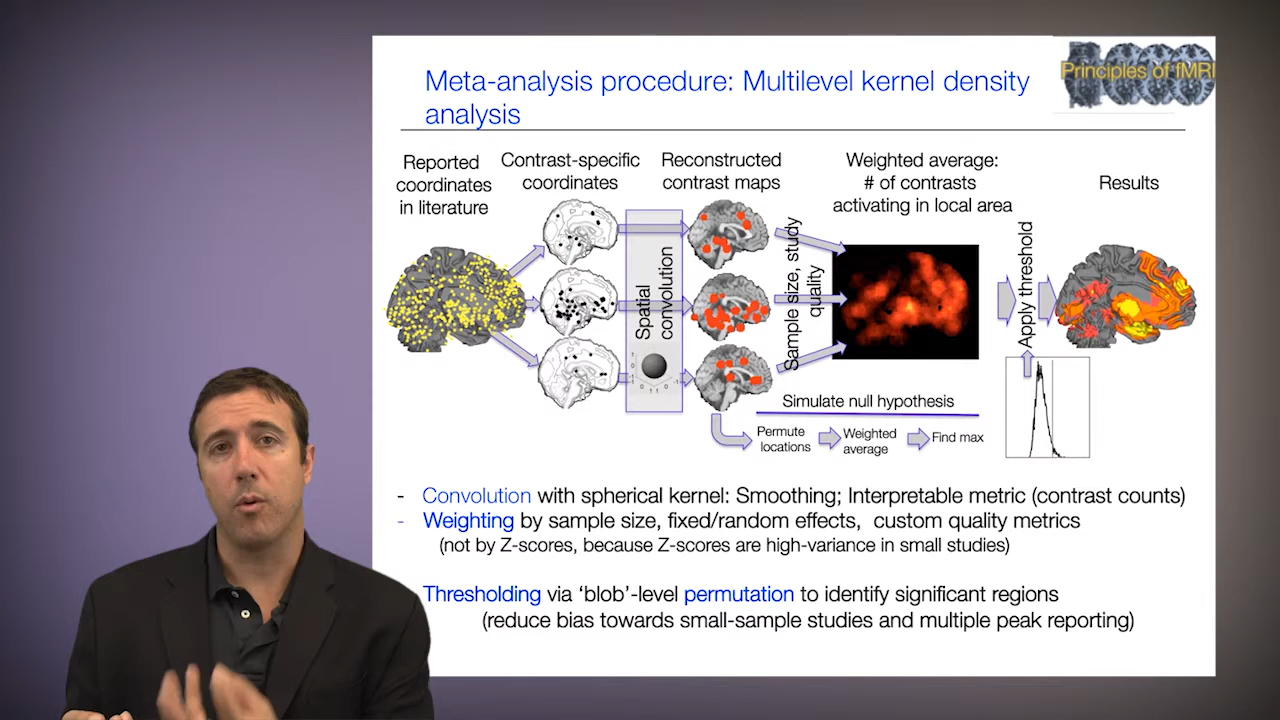 Principles of fMRI
Meta-analysis procedure: Multilevel kernel density
analysis
Reported
coordinates
in literature
Contrast-specific
coordinates
Reconstructed
contrast maps
Weighted average:
# of contrasts
activating in local area
Results
Spatial
convolution
Sample size, study
quality
Apply threshold
Simulate null hypothesis
Permute
locations
Weighted
average
Find max
- Convolution with spherical kernel: Smoothing; Interpretable metric (contrast counts)
- Weighting by sample size, fixed/random effects, custom quality metrics
(not by Z-scores, because Z-scores are high-variance in small studies)
Thresholding via ‘blob’-level permutation to identify significant regions
(reduce bias towards small-sample studies and multiple peak reporting)